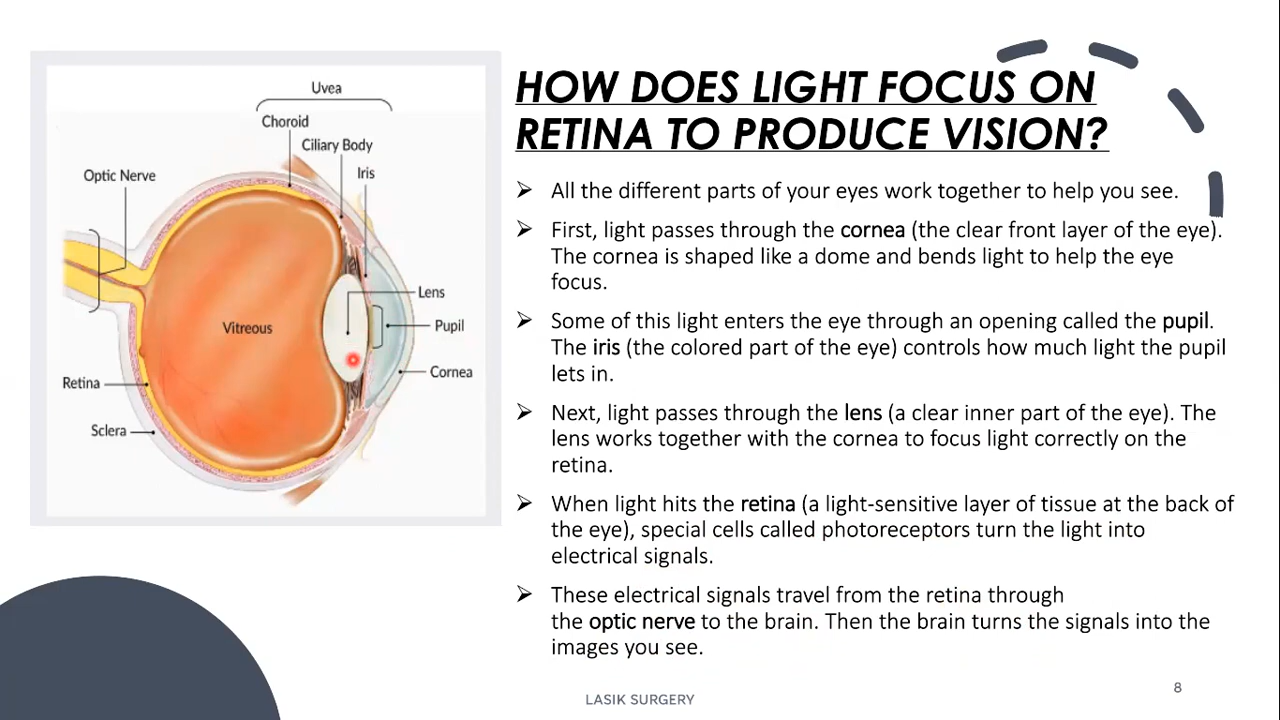 Uvea
Choroid
Ciliary Body
Iris
Optic Nerve
Lens
Vitreous
Pupil
Cornea
Retina
Sclera
HOW DOES LIGHT FOCUS ON
RETINA TO PRODUCE VISION?
➢ All the different parts of your eyes work together to help you see.
➢ First, light passes through the cornea (the clear front layer of the eye).
The cornea is shaped like a dome and bends light to help the eye
focus.
➢ Some of this light enters the eye through an opening called the pupil.
The iris (the colored part of the eye) controls how much light the pupil
lets in.
➢ Next, light passes through the lens (a clear inner part of the eye). The
lens works together with the cornea to focus light correctly on the
retina.
➢ When light hits the retina (a light-sensitive layer of tissue at the back of
the eye), special cells called photoreceptors turn the light into
electrical signals.
➢ These electrical signals travel from the retina through
the optic nerve to the brain. Then the brain turns the signals into the
images you see.
LASIK SURGERY
8